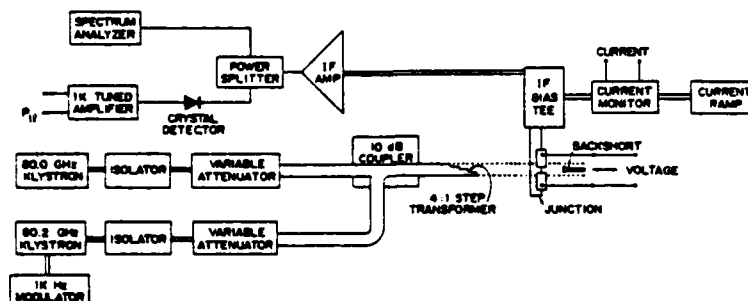 SPECTRUM
ANALYZER
POWER
SPLITTER
IF
AMP
1K TUNED
AMPLIFIER
P_IF
CRYSTAL
DETECTOR
IF
BIAS
TEE
CURRENT
CURRENT
MONITOR
CURRENT
RAMP
80.0 GHz
KLYSTRON
ISOLATOR
VARIABLE
ATTENUATOR
10 dB
COUPLER
4:1 STEP
TRANSFORMER
BACKSHORT
VOLTAGE
JUNCTION
80.2 GHz
KLYSTRON
ISOLATOR
VARIABLE
ATTENUATOR
1K Hz
MODULATOR